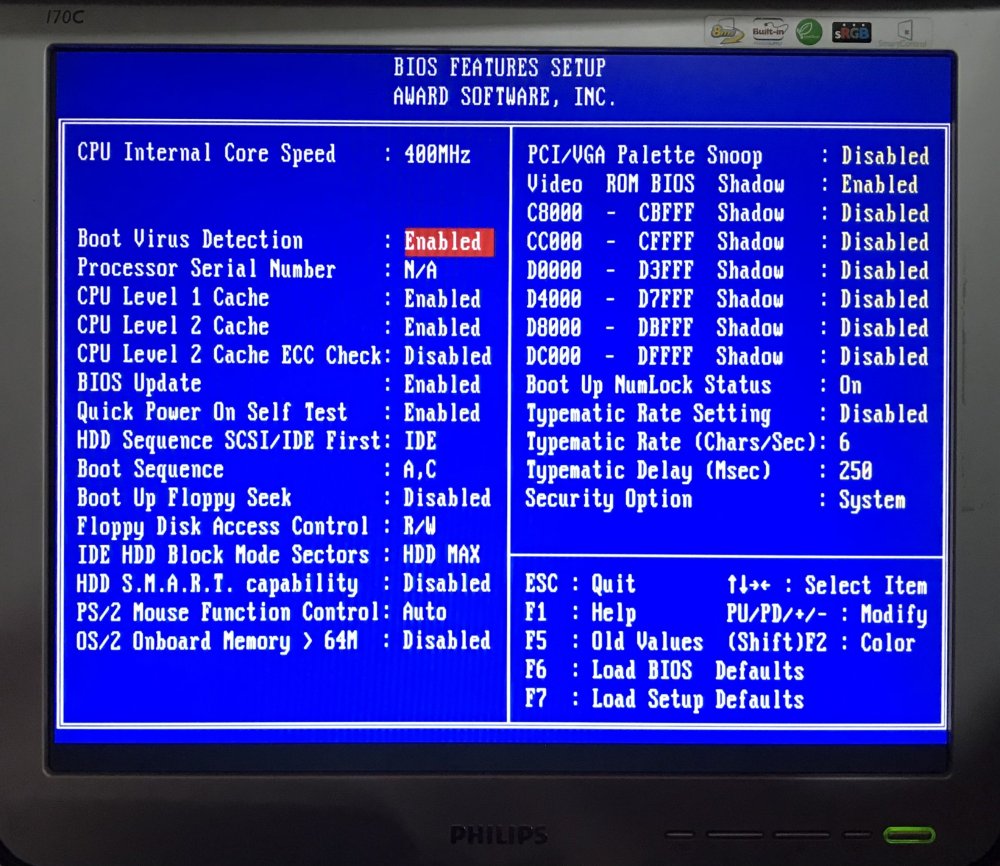 170C
8ms Built-in sRGB
BIOS FEATURES SETUP
AWARD SOFTWARE, INC.
CPU Internal Core Speed : 400MHz
Boot Virus Detection : Enabled
Processor Serial Number : N/A
CPU Level 1 Cache : Enabled
CPU Level 2 Cache : Enabled
CPU Level 2 Cache ECC Check: Disabled
BIOS Update : Enabled
Quick Power On Self Test : Enabled
HDD Sequence SCSI/IDE First: IDE
Boot Sequence : A,C
Boot Up Floppy Seek : Disabled
Floppy Disk Access Control : R/W
IDE HDD Block Mode Sectors : HDD MAX
HDD S.M.A.R.T. capability : Disabled
PS/2 Mouse Function Control: Auto
OS/2 Onboard Memory > 64M : Disabled
PCI/VGA Palette Snoop : Disabled
Video ROM BIOS Shadow : Enabled
C8000 - CBFFF Shadow : Disabled
CC000 - CFFFF Shadow : Disabled
D0000 - D3FFF Shadow : Disabled
D4000 - D7FFF Shadow : Disabled
D8000 - DBFFF Shadow : Disabled
DC000 - DFFFF Shadow : Disabled
Boot Up NumLock Status : On
Typematic Rate Setting : Disabled
Typematic Rate (Chars/Sec): 6
Typematic Delay (Msec) : 250
Security Option : System
ESC : Quit ↑↓→← : Select Item
F1 : Help PU/PD/+/- : Modify
F5 : Old Values (Shift)F2 : Color
F6 : Load BIOS Defaults
F7 : Load Setup Defaults
PHILIPS